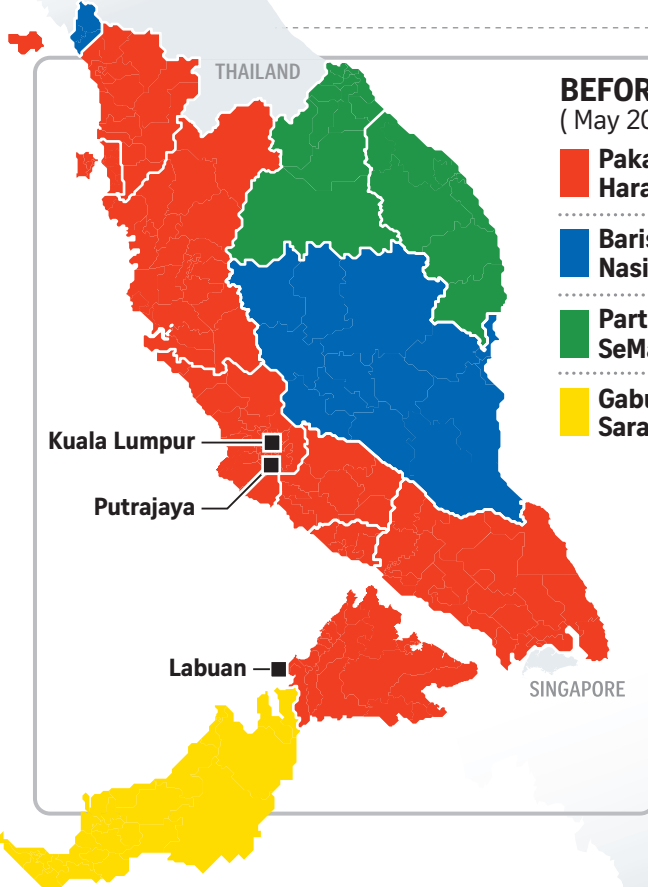 THAILAND
BEFOR
( May 20
Paka
Hara
Baris
Nasi
Part
SeMa
Gabu
Sara
Kuala Lumpur
Putrajaya
Labuan
SINGAPORE